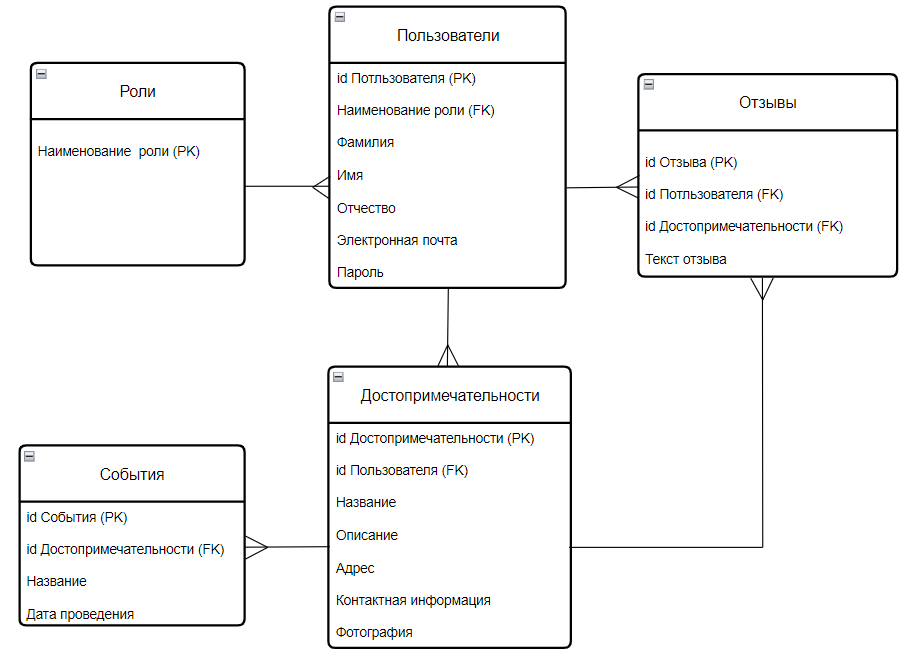 Роли
Наименование роли (PK)
Пользователи
id Потльзователя (PK)
Наименование роли (FK)
Фамилия
Имя
Отчество
Электронная почта
Пароль
Отзывы
id Отзыва (PK)
id Потльзователя (FK)
id Достопримечательности (FK)
Текст отзыва
События
id События (PK)
id Достопримечательности (FK)
Название
Дата проведения
Достопримечательности
id Достопримечательности (PK)
id Пользователя (FK)
Название
Описание
Адрес
Контактная информация
Фотография